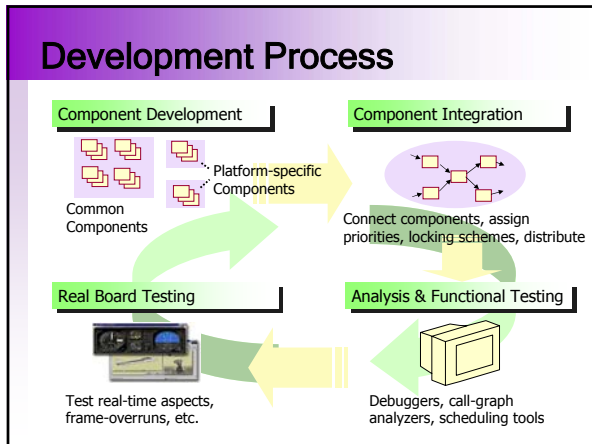 Development Process
Component Development
Platform-specific
Components
Common
Components
Component Integration
Connect components, assign
priorities, locking schemes, distribute
Real Board Testing
Test real-time aspects,
frame-overruns, etc.
Analysis & Functional Testing
Debuggers, call-graph
analyzers, scheduling tools